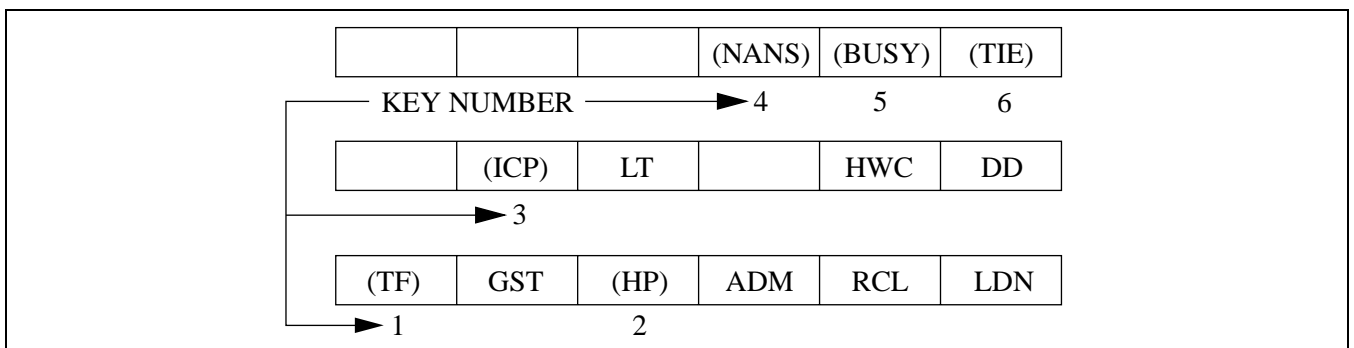 (NANS) (BUSY) (TIE)
KEY NUMBER 4 5 6
(ICP) LT HWC DD
3
(TF) GST (HP) ADM RCL LDN
1 2